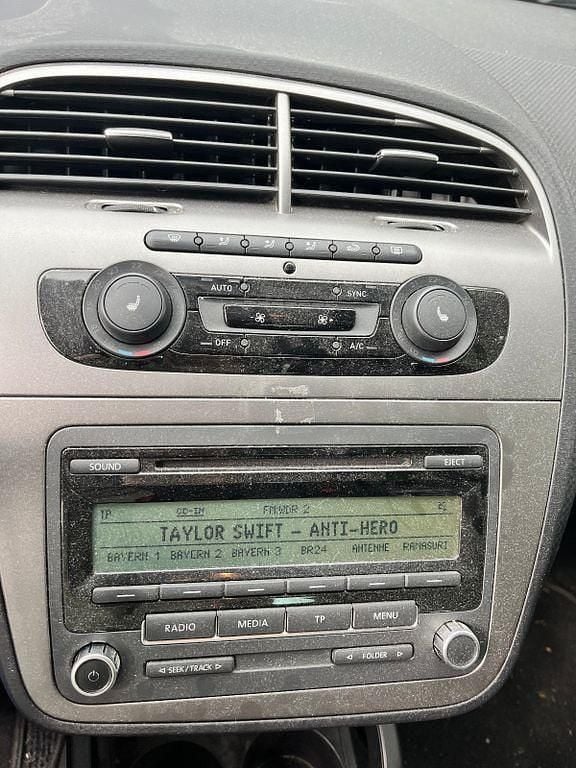 AUTO SYNC
OFF A/C
SOUND EJECT
TP CD-IN FM:WDR 2
TAYLOR SWIFT - ANTI-HERO
BAYERN 1 BAYERN 2 BAYERN 3 BR24 ANTENNE RAMASURI
RADIO MEDIA TP MENU
SEEK/TRACK FOLDER